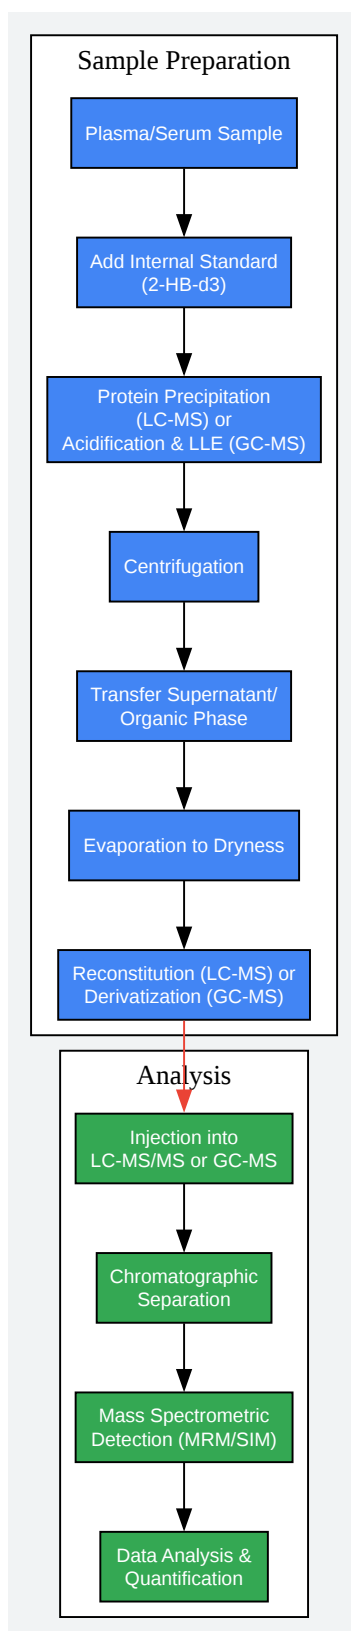 Sample Preparation
Plasma/Serum Sample
Add Internal Standard
(2-HB-d3)
Protein Precipitation
(LC-MS) or
Acidification & LLE (GC-MS)
Centrifugation
Transfer Supernatant/
Organic Phase
Evaporation to Dryness
Reconstitution (LC-MS) or
Derivatization (GC-MS)
Analysis
Injection into
LC-MS/MS or GC-MS
Chromatographic
Separation
Mass Spectrometric
Detection (MRM/SIM)
Data Analysis &
Quantification